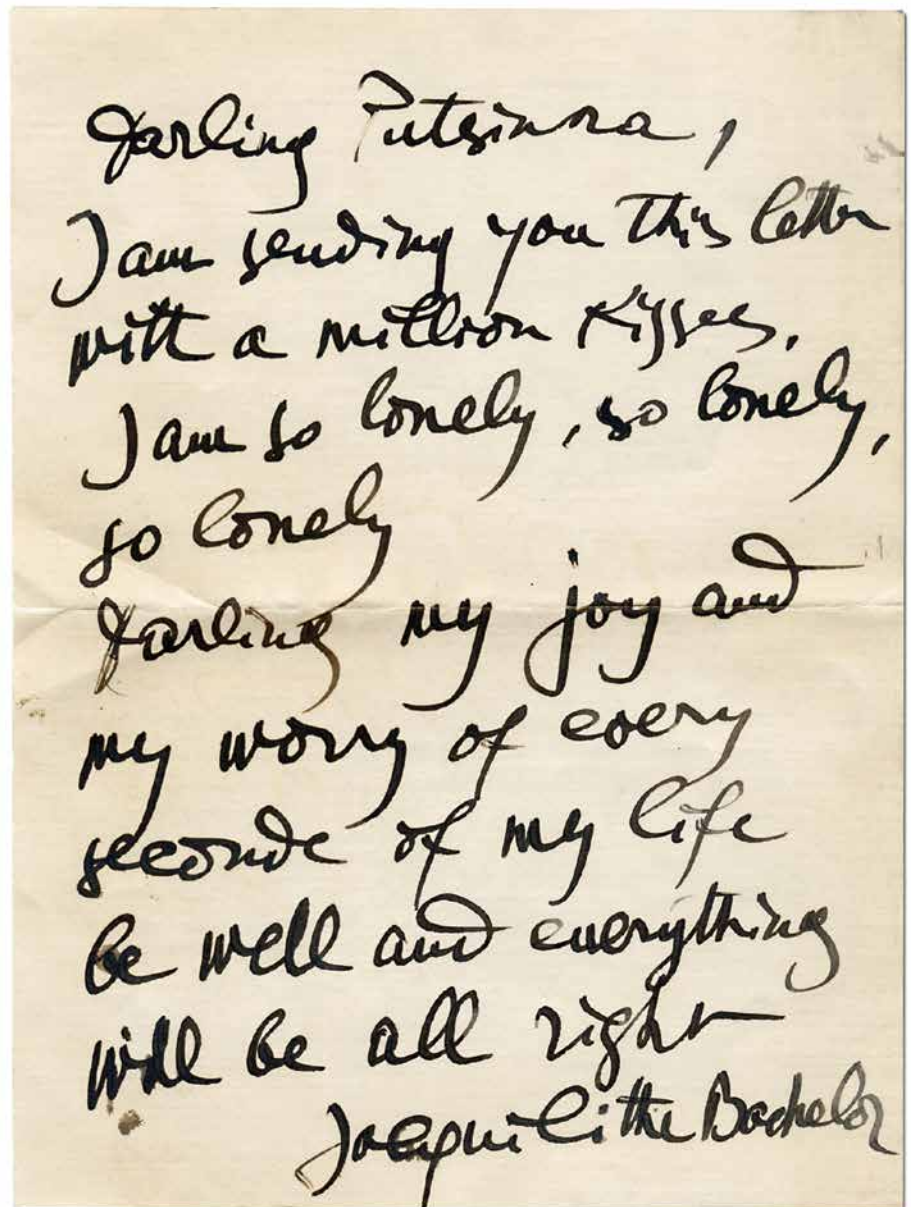 Darling Putsinna,
I am sending you this letter
with a million Kisses.
I am so lonely, so lonely,
so lonely
Darling my joy and
my worry of every
seconde of my life
be well and everything
will be all right
Bachelor